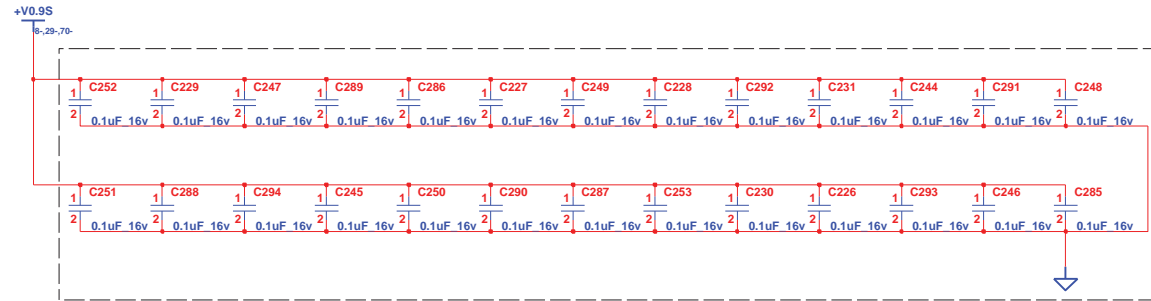 +V0.9S
8-,29-,70-
C252 C229 C247 C289 C286 C227 C249 C228 C292 C231 C244 C291 C248
1 1 1 1 1 1 1 1 1 1 1 1 1
2 2 2 2 2 2 2 2 2 2 2 2 2
0.1uF_16v 0.1uF_16v 0.1uF_16v 0.1uF_16v 0.1uF_16v 0.1uF_16v 0.1uF_16v 0.1uF_16v 0.1uF_16v 0.1uF_16v 0.1uF_16v 0.1uF_16v 0.1uF_16v
C251 C288 C294 C245 C250 C290 C287 C253 C230 C226 C293 C246 C285
1 1 1 1 1 1 1 1 1 1 1 1 1
2 2 2 2 2 2 2 2 2 2 2 2 2
0.1uF_16v 0.1uF_16v 0.1uF_16v 0.1uF_16v 0.1uF_16v 0.1uF_16v 0.1uF_16v 0.1uF_16v 0.1uF_16v 0.1uF_16v 0.1uF_16v 0.1uF_16v 0.1uF_16v